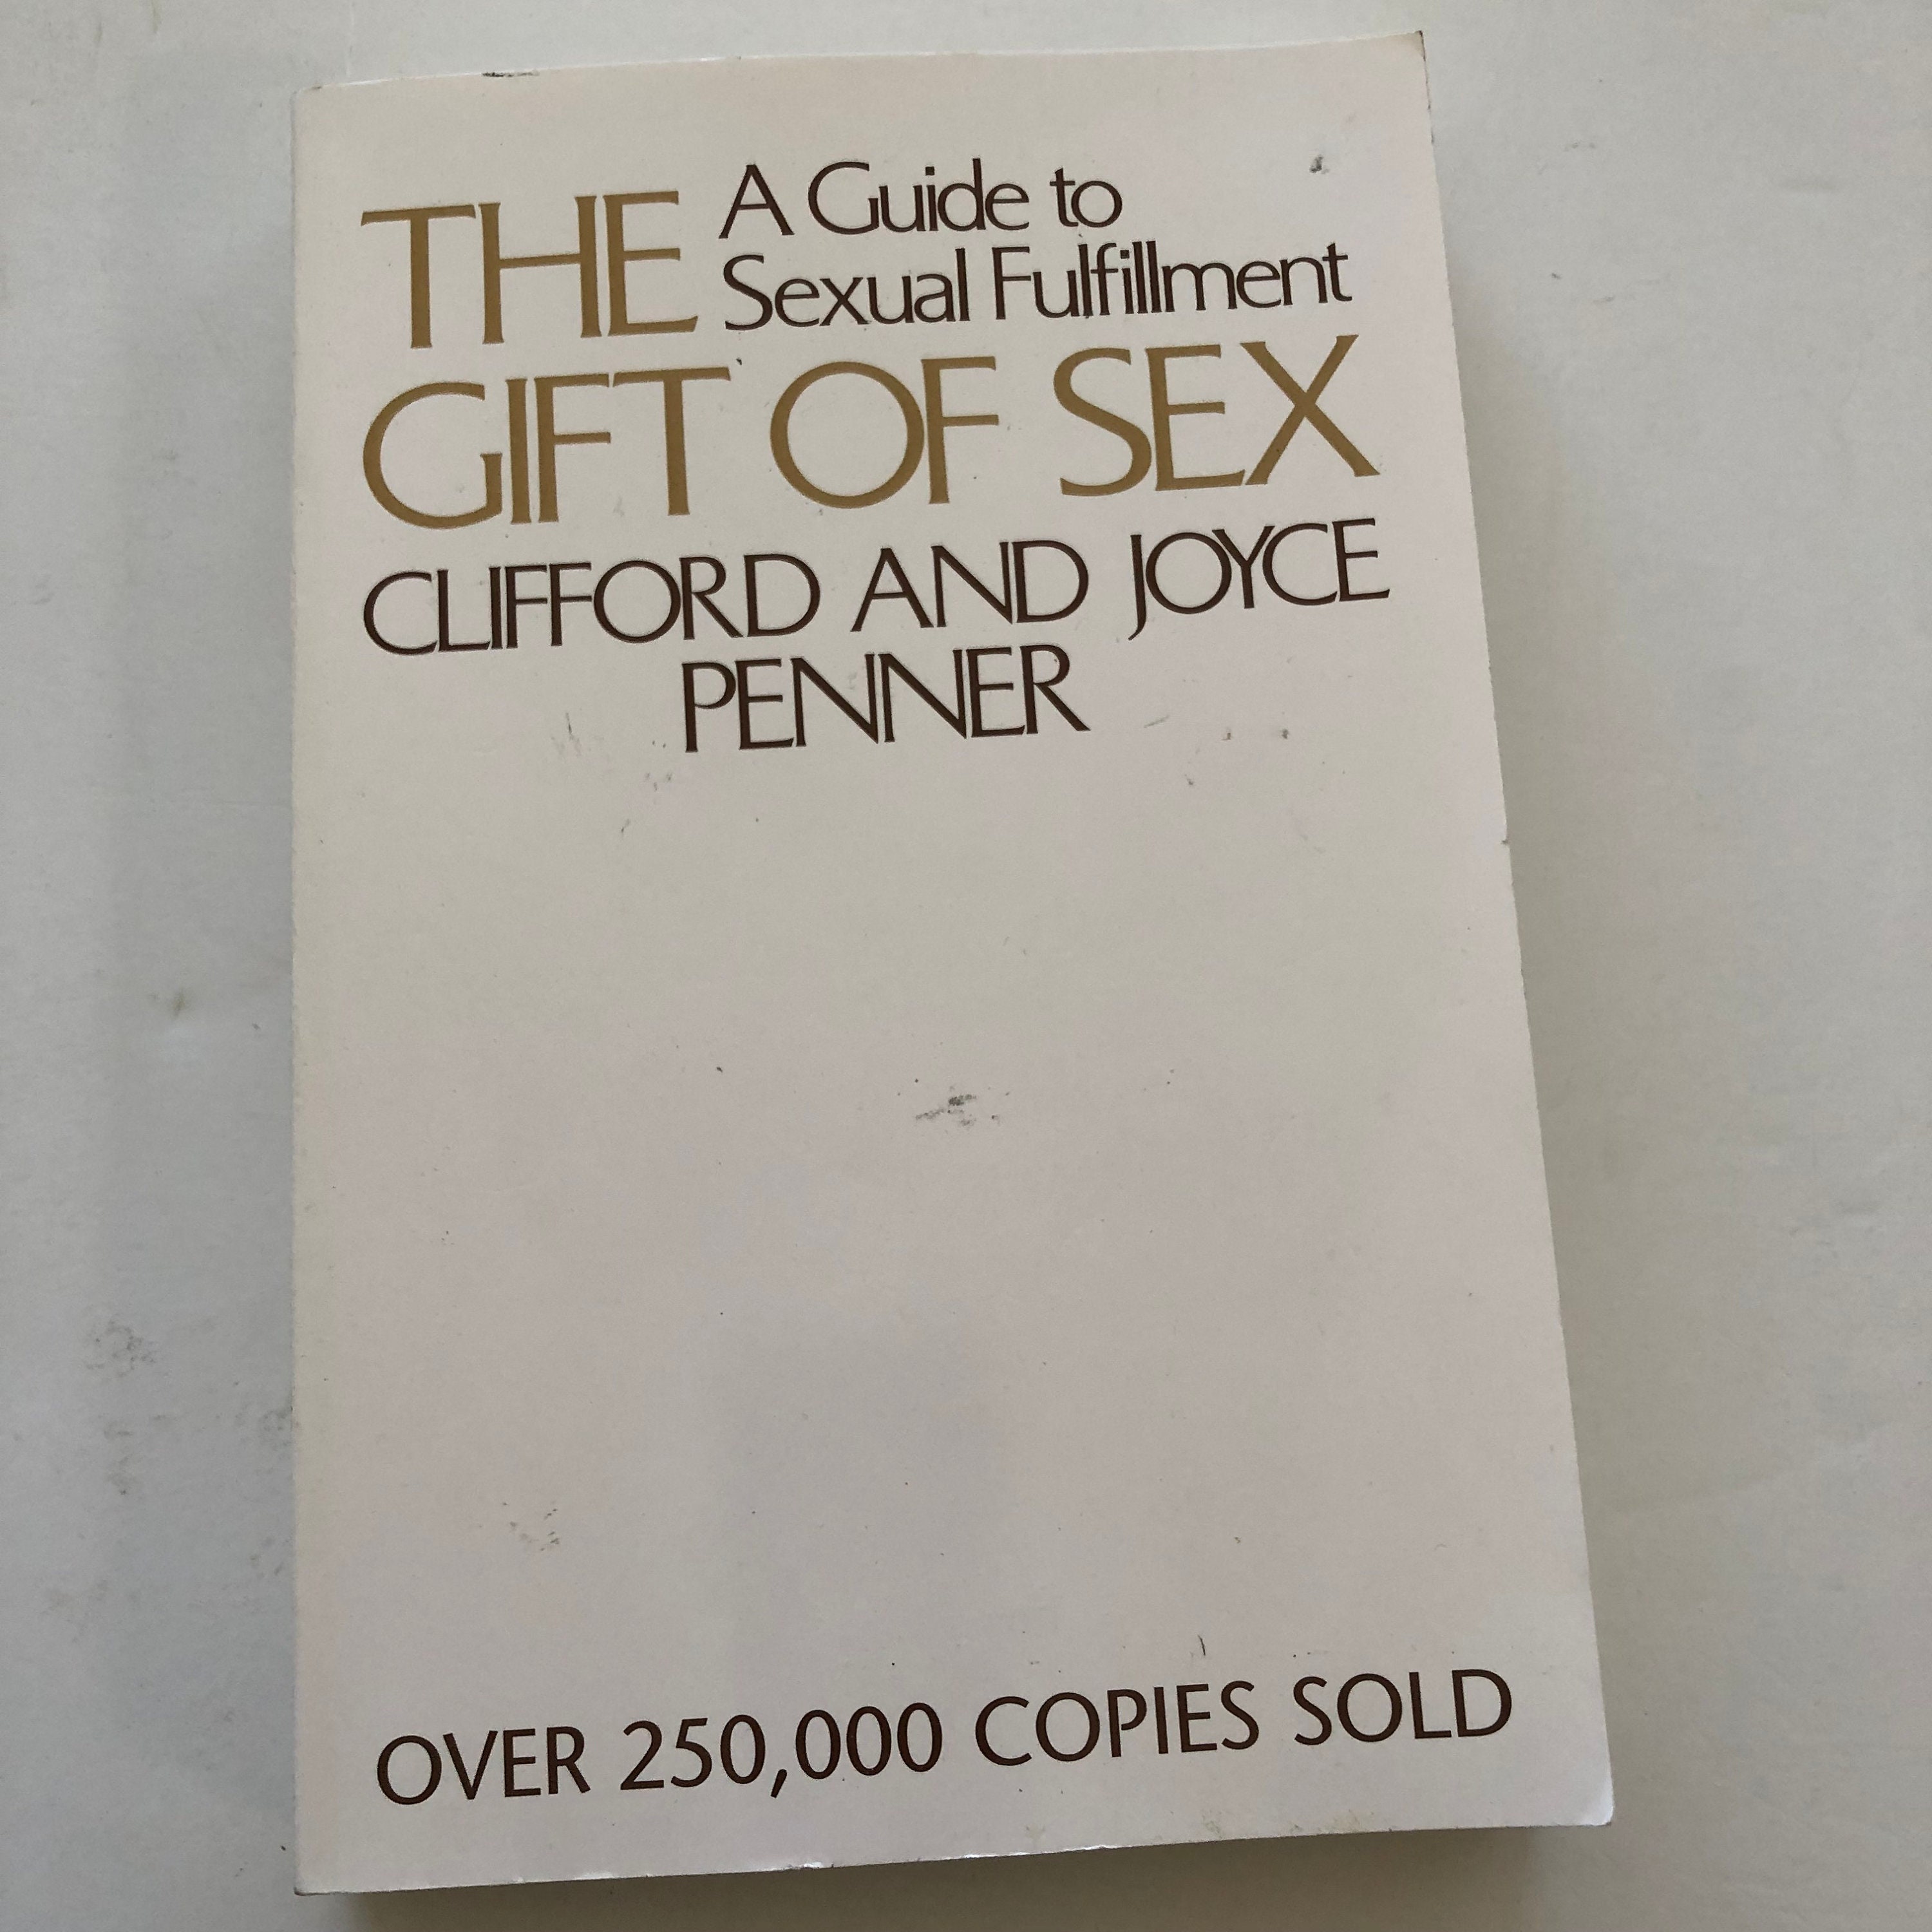 THE
A Guide to
Sexual Fulfillment
GIFT OF SEX
CLIFFORD AND JOYCE
PENNER
OVER 250,000 COPIES SOLD